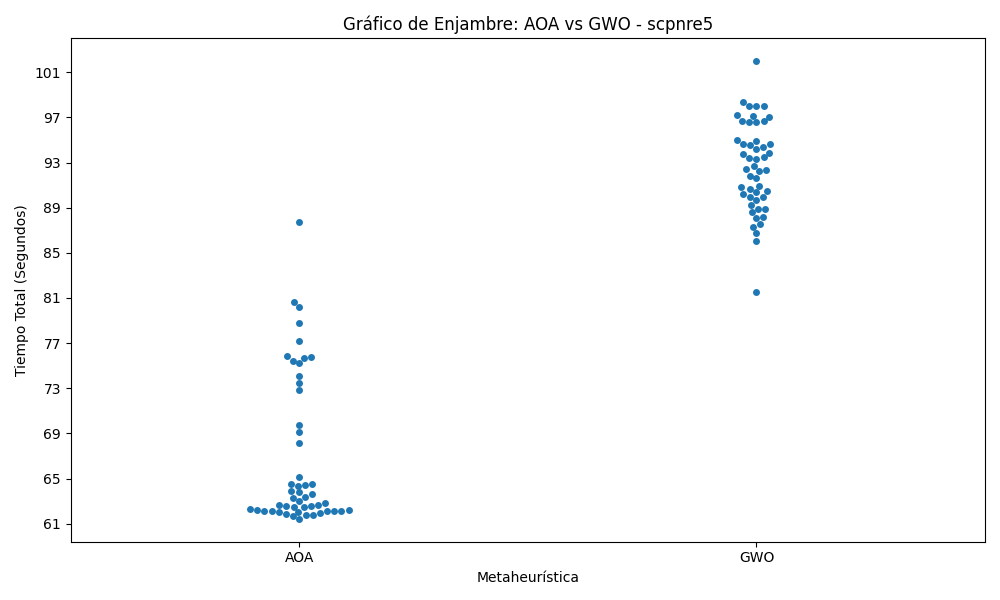 Gráfico de Enjambre: AOA vs GWO - scpnre5
Tiempo Total (Segundos)
101
97
93
89
85
81
77
73
69
65
61
AOA
GWO
Metaheurística